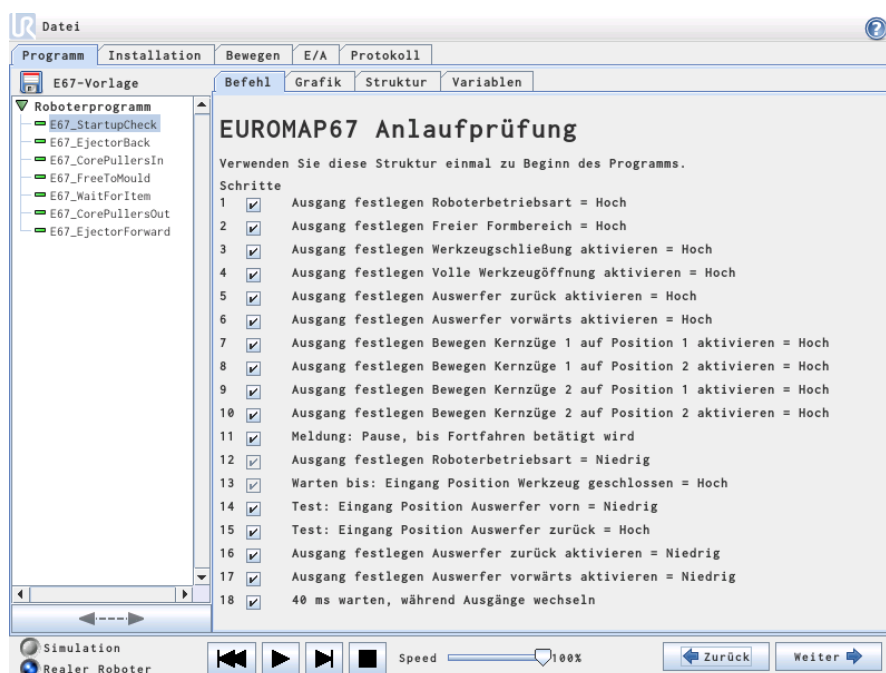 UR Datei
Programm Installation Bewegen E/A Protokoll
E67-Vorlage Befehl Grafik Struktur Variablen
Roboterprogramm
E67_StartupCheck
E67_EjectorBack
E67_CorePullersIn
E67_FreeToMould
E67_WaitForItem
E67_CorePullersOut
E67_EjectorForward
EUROMAP67 Anlaufprüfung
Verwenden Sie diese Struktur einmal zu Beginn des Programms.
Schritte
1 Ausgang festlegen Roboterbetriebsart = Hoch
2 Ausgang festlegen Freier Formbereich = Hoch
3 Ausgang festlegen Werkzeugschließung aktivieren = Hoch
4 Ausgang festlegen Volle Werkzeugöffnung aktivieren = Hoch
5 Ausgang festlegen Auswerfer zurück aktivieren = Hoch
6 Ausgang festlegen Auswerfer vorwärts aktivieren = Hoch
7 Ausgang festlegen Bewegen Kernzüge 1 auf Position 1 aktivieren = Hoch
8 Ausgang festlegen Bewegen Kernzüge 1 auf Position 2 aktivieren = Hoch
9 Ausgang festlegen Bewegen Kernzüge 2 auf Position 1 aktivieren = Hoch
10 Ausgang festlegen Bewegen Kernzüge 2 auf Position 2 aktivieren = Hoch
11 Meldung: Pause, bis Fortfahren betätigt wird
12 Ausgang festlegen Roboterbetriebsart = Niedrig
13 Warten bis: Eingang Position Werkzeug geschlossen = Hoch
14 Test: Eingang Position Auswerfer vorn = Niedrig
15 Test: Eingang Position Auswerfer zurück = Hoch
16 Ausgang festlegen Auswerfer zurück aktivieren = Niedrig
17 Ausgang festlegen Auswerfer vorwärts aktivieren = Niedrig
18 40 ms warten, während Ausgänge wechseln
Simulation
Realer Roboter
Speed 100% Zurück Weiter